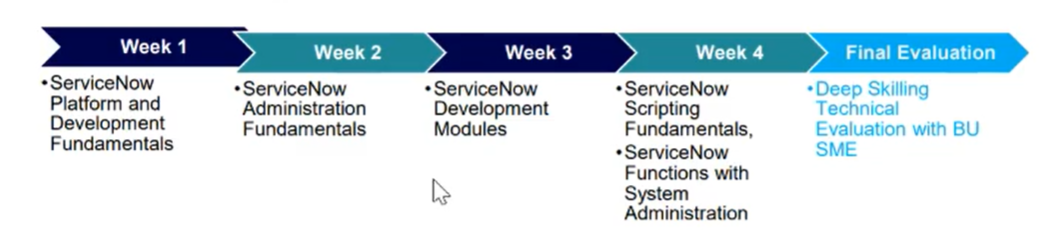 Week 1
Week 2
Week 3
Week 4
Final Evaluation
•ServiceNow
Platform and
Development
Fundamentals
•ServiceNow
Administration
Fundamentals
•ServiceNow
Development
Modules
•ServiceNow
Scripting
Fundamentals,
•ServiceNow
Functions with
System
Administration
•Deep Skilling
Technical
Evaluation with BU
SME